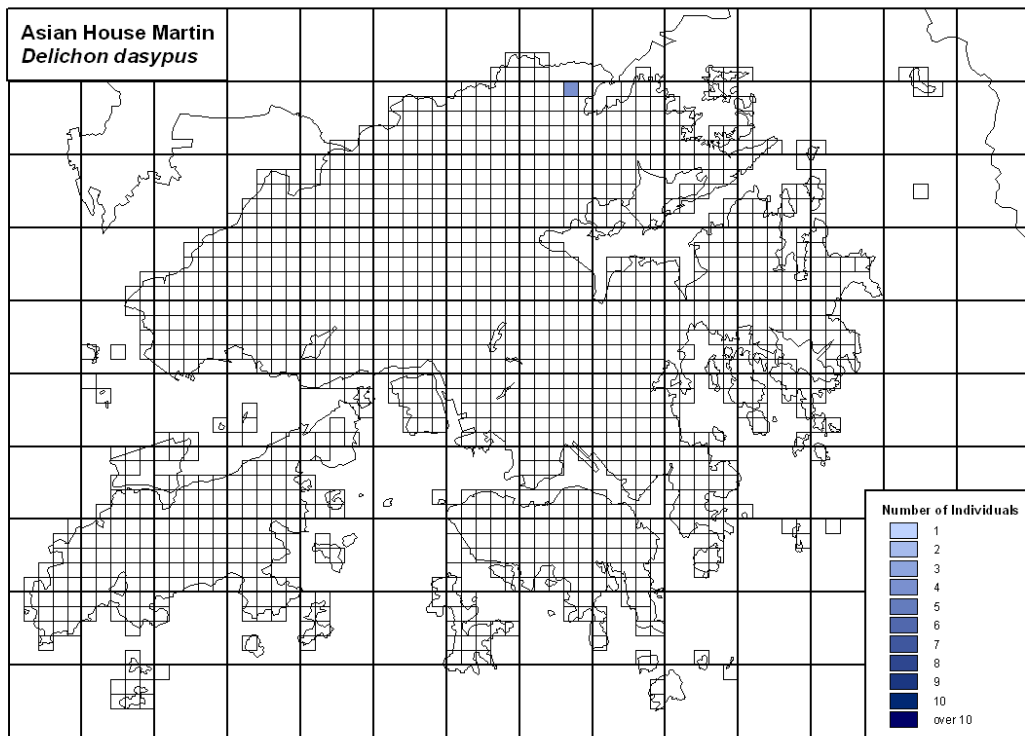 Asian House Martin
Delichon dasypus
Number of Individuals
1
2
3
4
5
6
7
8
9
10
over 10